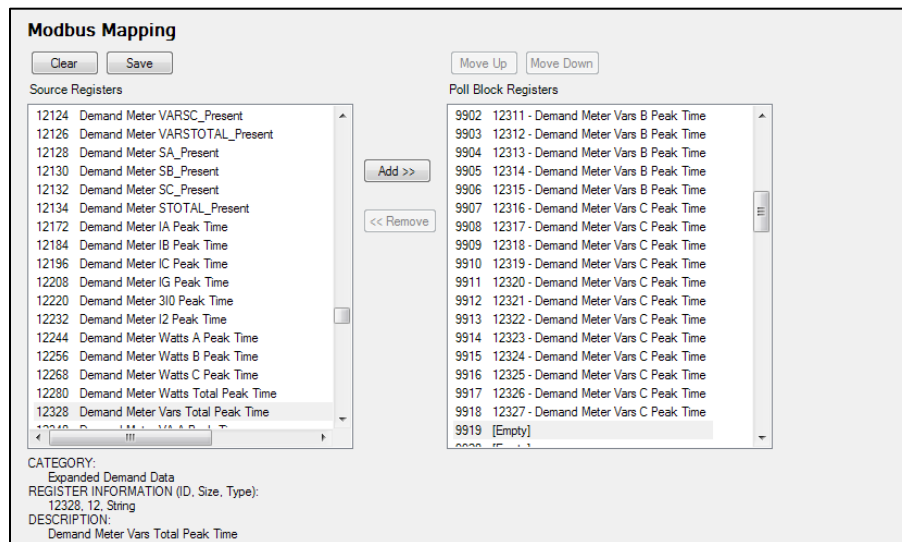 Modbus Mapping
Clear Save Move Up Move Down
Source Registers
12124 Demand Meter VARSC_Present
12126 Demand Meter VARSTOTAL_Present
12128 Demand Meter SA_Present
12130 Demand Meter SB_Present
12132 Demand Meter SC_Present
12134 Demand Meter STOTAL_Present
12172 Demand Meter IA Peak Time
12184 Demand Meter IB Peak Time
12196 Demand Meter IC Peak Time
12208 Demand Meter IG Peak Time
12220 Demand Meter 3I0 Peak Time
12232 Demand Meter I2 Peak Time
12244 Demand Meter Watts A Peak Time
12256 Demand Meter Watts B Peak Time
12268 Demand Meter Watts C Peak Time
12280 Demand Meter Watts Total Peak Time
12328 Demand Meter Vars Total Peak Time
Add >>
<< Remove
Poll Block Registers
9902 12311 - Demand Meter Vars B Peak Time
9903 12312 - Demand Meter Vars B Peak Time
9904 12313 - Demand Meter Vars B Peak Time
9905 12314 - Demand Meter Vars B Peak Time
9906 12315 - Demand Meter Vars B Peak Time
9907 12316 - Demand Meter Vars C Peak Time
9908 12317 - Demand Meter Vars C Peak Time
9909 12318 - Demand Meter Vars C Peak Time
9910 12319 - Demand Meter Vars C Peak Time
9911 12320 - Demand Meter Vars C Peak Time
9912 12321 - Demand Meter Vars C Peak Time
9913 12322 - Demand Meter Vars C Peak Time
9914 12323 - Demand Meter Vars C Peak Time
9915 12324 - Demand Meter Vars C Peak Time
9916 12325 - Demand Meter Vars C Peak Time
9917 12326 - Demand Meter Vars C Peak Time
9918 12327 - Demand Meter Vars C Peak Time
9919 [Empty]
CATEGORY:
Expanded Demand Data
REGISTER INFORMATION (ID, Size, Type):
12328, 12, String
DESCRIPTION:
Demand Meter Vars Total Peak Time